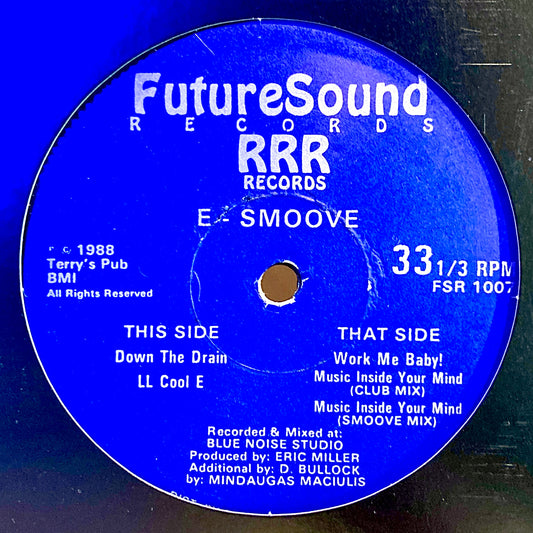 FutureSound
RECORDS
RRR
RECORDS
E - SMOOVE
℗ © 1988
Terry's Pub
BMI
All Rights Reserved
33 1/3 RPM
FSR 1007
THIS SIDE
Down The Drain
LL Cool E
THAT SIDE
Work Me Baby!
Music Inside Your Mind
(CLUB MIX)
Music Inside Your Mind
(SMOOVE MIX)
Recorded & Mixed at:
BLUE NOISE STUDIO
Produced by: ERIC MILLER
Additional by: D. BULLOCK
by: MINDAUGAS MACIULIS